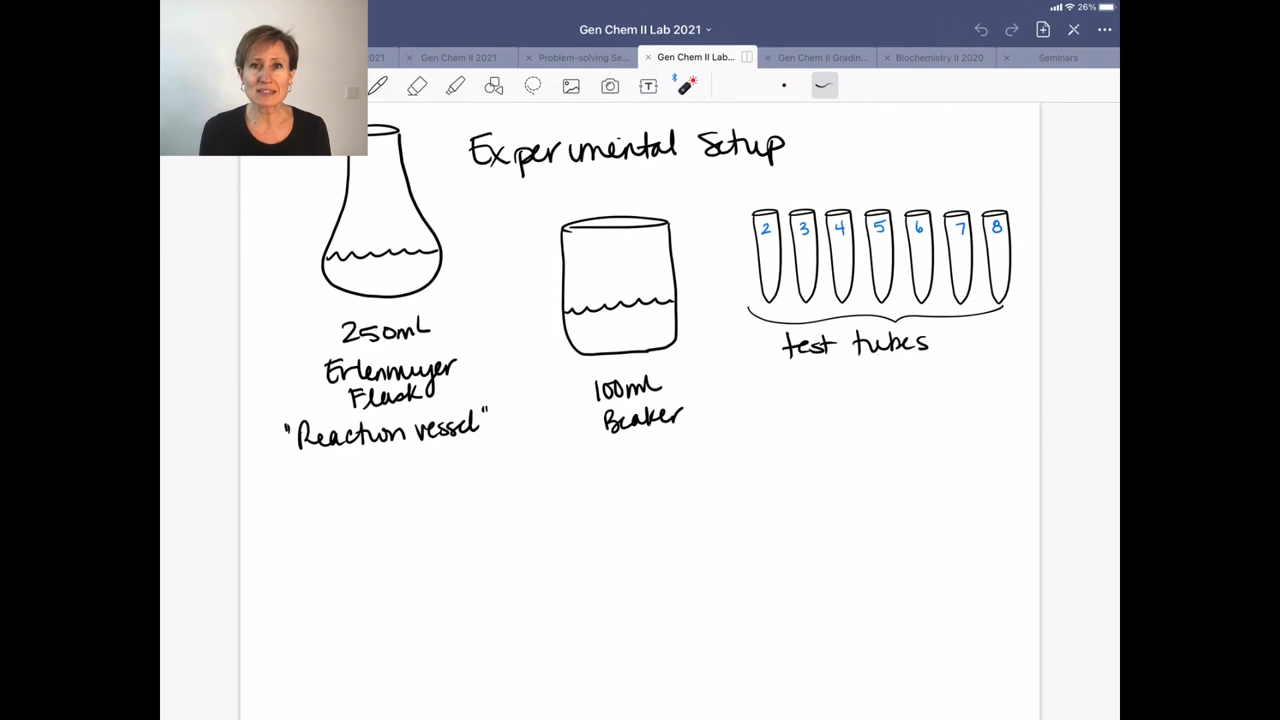 26%
Gen Chem II Lab 2021
2021
Gen Chem II 2021
Problem-solving Se...
Gen Chem II Lab...
Gen Chem II Gradin...
Biochemistry II 2020
Seminars
T
Experimental Setup
2 3 4 5 6 7 8
test tubes
250mL
Erlenmeyer
Flask
"Reaction vessel"
100mL
Beaker